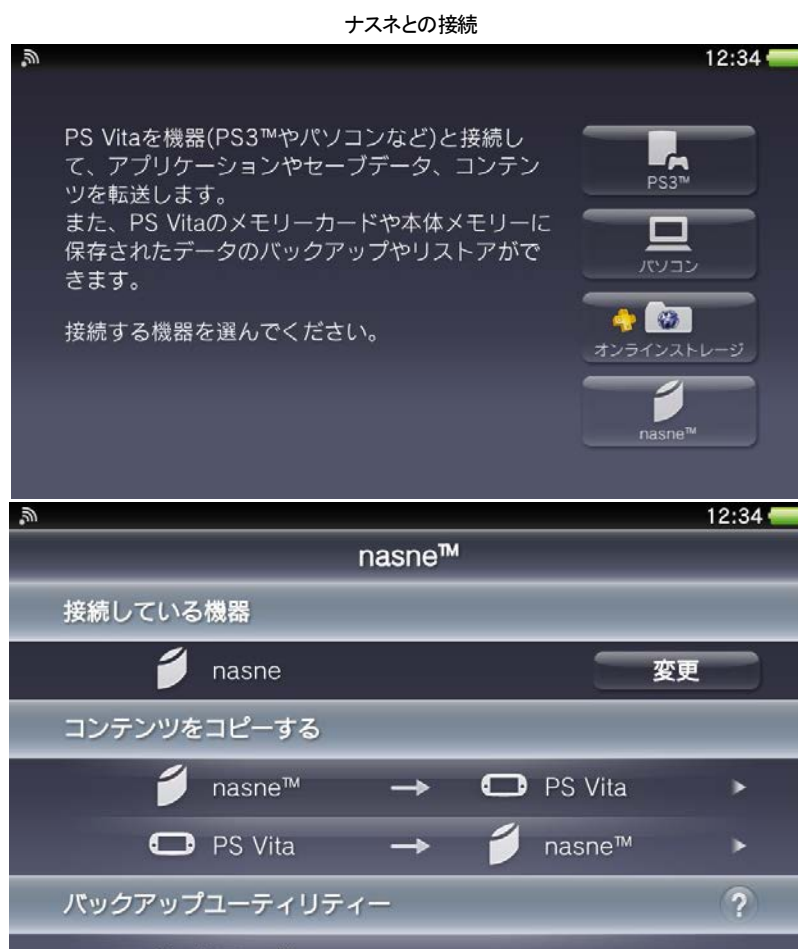 ナスネとの接続
12:34
PS Vitaを機器(PS3™やパソコンなど)と接続し
て、アプリケーションやセーブデータ、コンテン
ツを転送します。
また、PS Vitaのメモリーカードや本体メモリーに
保存されたデータのバックアップやリストアがで
きます。
接続する機器を選んでください。
PS3™
パソコン
オンラインストレージ
nasne™
12:34
nasne™
接続している機器
nasne 変更
コンテンツをコピーする
nasne™ → PS Vita
PS Vita → nasne™
バックアップユーティリティー ?